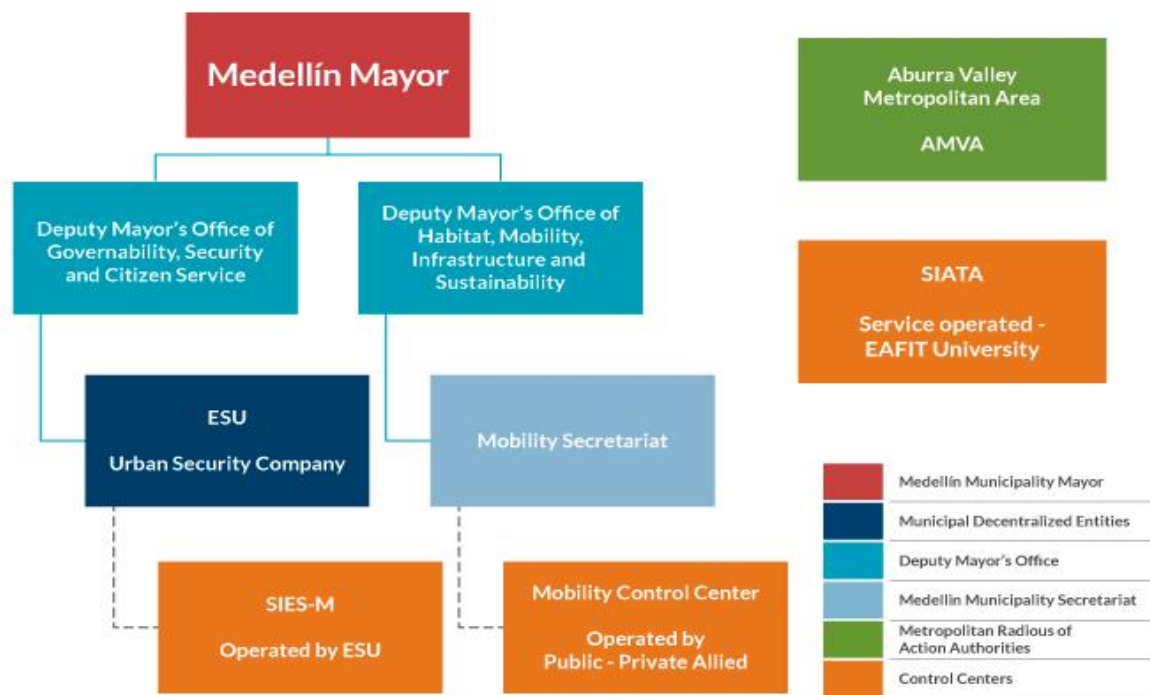 Medellín Mayor
Deputy Mayor's Office of
Governability, Security
and Citizen Service
Deputy Mayor's Office of
Habitat, Mobility,
Infrastructure and
Sustainability
ESU
Urban Security Company
Mobility Secretariat
SIES-M
Operated by ESU
Mobility Control Center
Operated by
Public - Private Allied
Aburra Valley
Metropolitan Area
AMVA
SIATA
Service operated -
EAFIT University
Medellín Municipality Mayor
Municipal Decentralized Entities
Deputy Mayor's Office
Medellín Municipality Secretariat
Metropolitan Radious of
Action Authorities
Control Centers